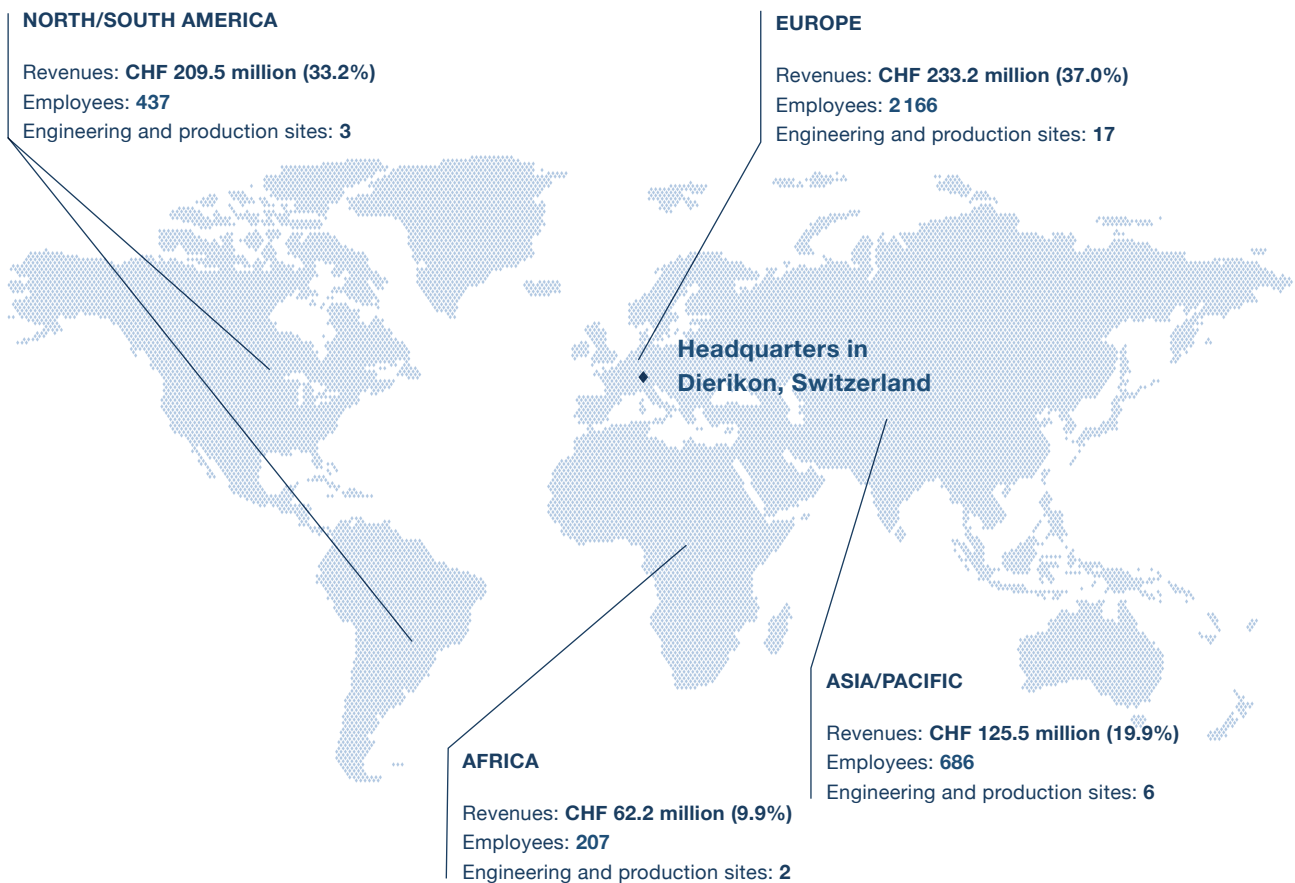 NORTH/SOUTH AMERICA
Revenues: CHF 209.5 million (33.2%)
Employees: 437
Engineering and production sites: 3
EUROPE
Revenues: CHF 233.2 million (37.0%)
Employees: 2 166
Engineering and production sites: 17
Headquarters in
Dierikon, Switzerland
ASIA/PACIFIC
Revenues: CHF 125.5 million (19.9%)
Employees: 686
Engineering and production sites: 6
AFRICA
Revenues: CHF 62.2 million (9.9%)
Employees: 207
Engineering and production sites: 2